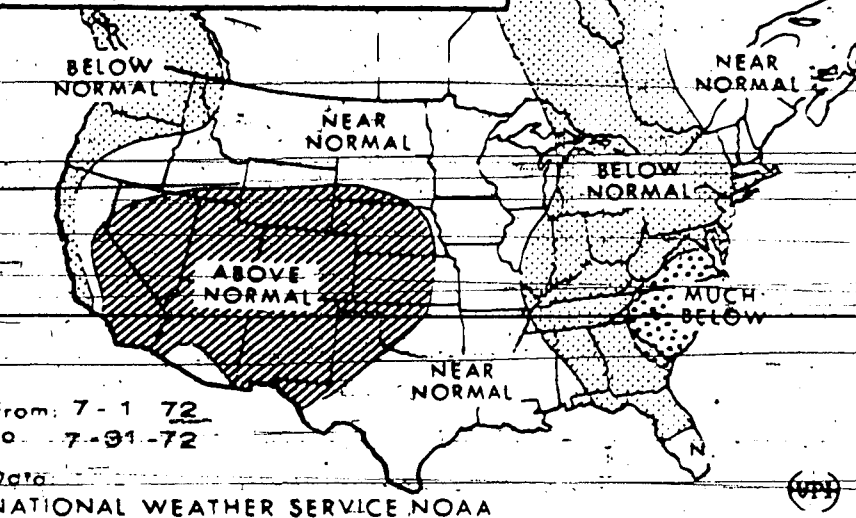 BELOW
NORMAL
NEAR
NORMAL
NEAR
NORMAL
BELOW
NORMAL
ABOVE
NORMAL
MUCH
BELOW
NEAR
NORMAL
N
rom: 7-1 72
o 7-31-72
Data:
NATIONAL WEATHER SERVICE NOAA
UPI